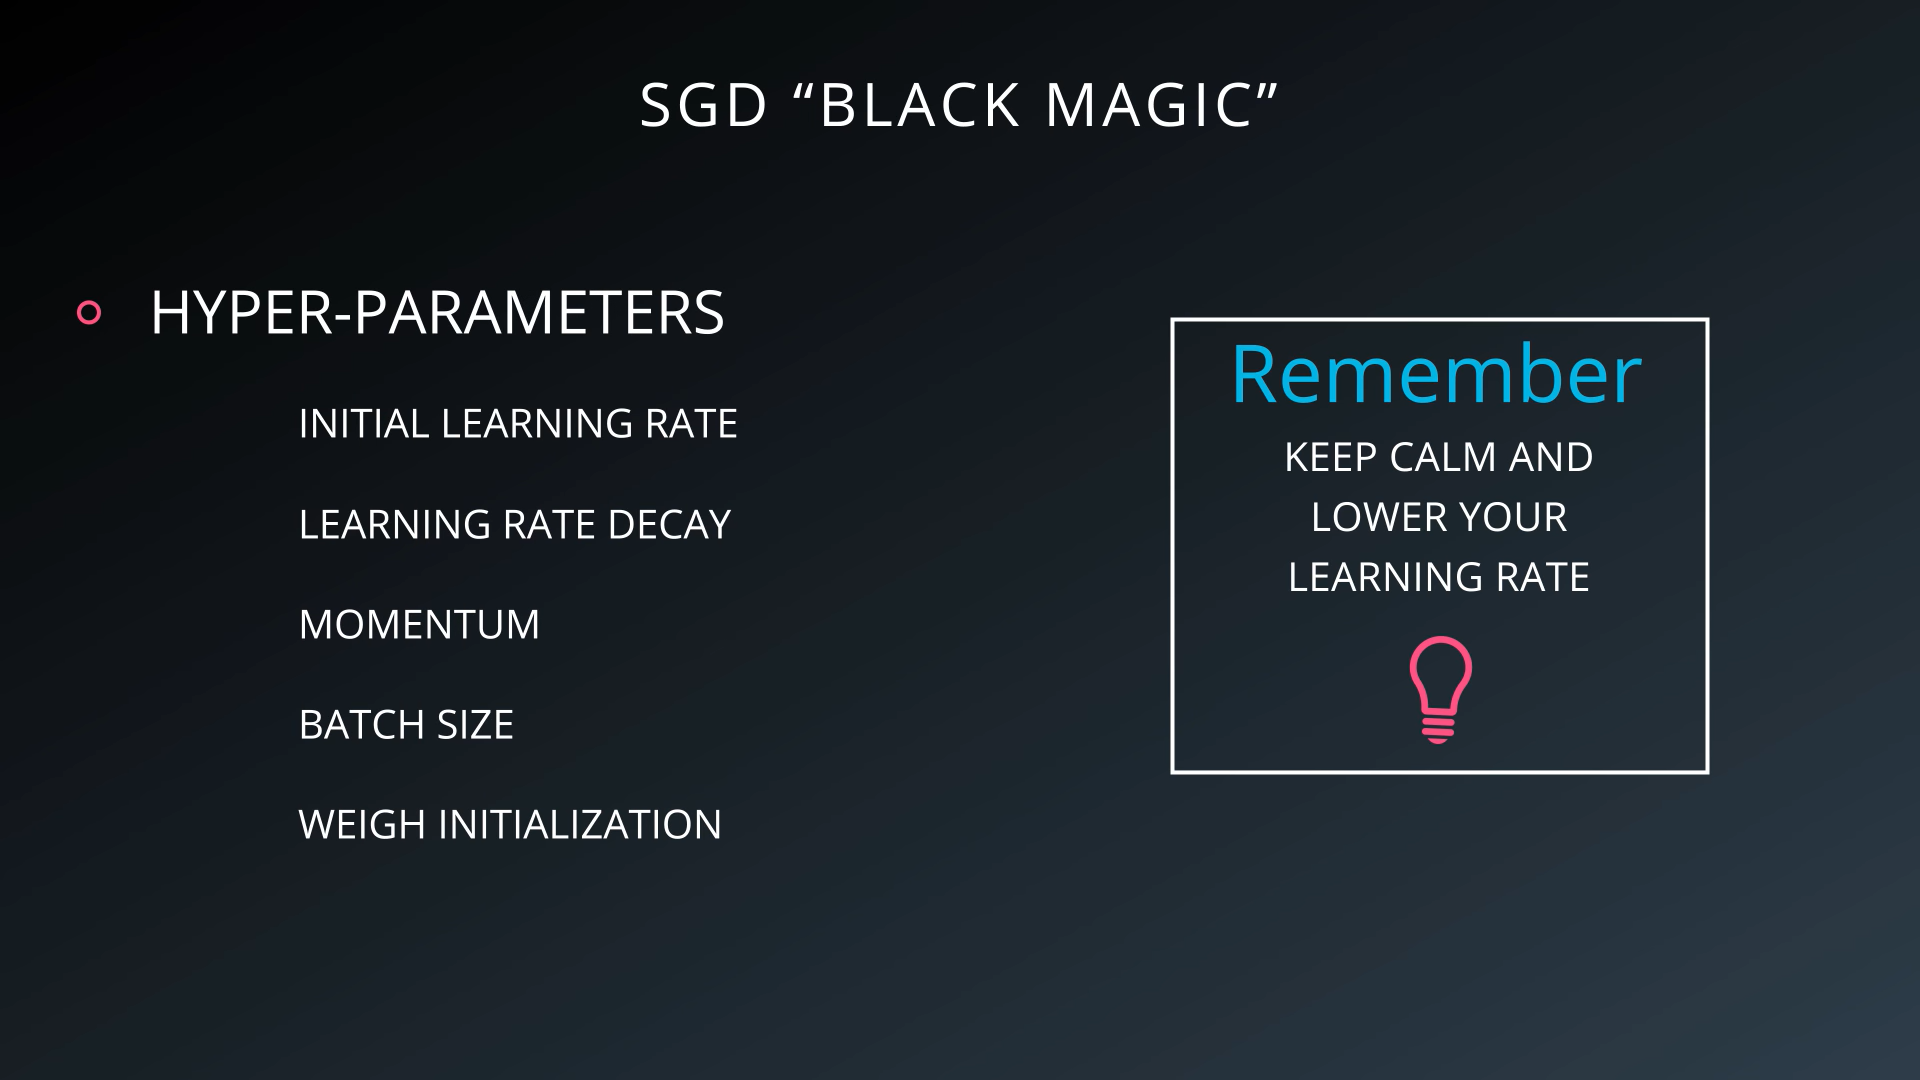 SGD “BLACK MAGIC”
HYPER-PARAMETERS
INITIAL LEARNING RATE
LEARNING RATE DECAY
MOMENTUM
BATCH SIZE
WEIGH INITIALIZATION
Remember
KEEP CALM AND
LOWER YOUR
LEARNING RATE